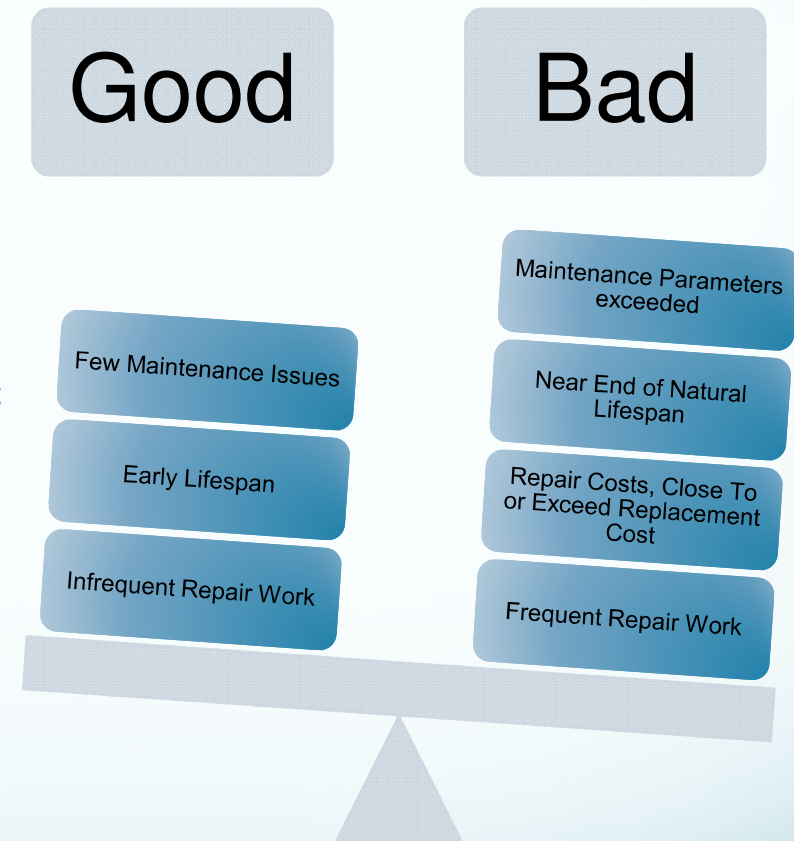 Good
Bad
Few Maintenance Issues
Early Lifespan
Infrequent Repair Work
Maintenance Parameters
exceeded
Near End of Natural
Lifespan
Repair Costs, Close To
or Exceed Replacement
Cost
Frequent Repair Work